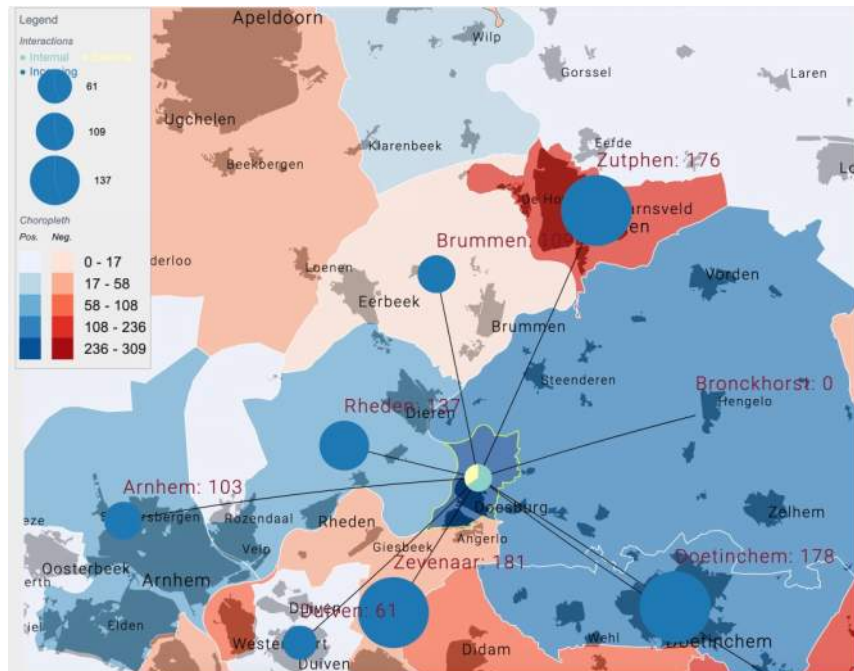 Legend
Interactions
Internal
Incoming
61
109
137
Choropleth
Pos. Neg.
0 - 17
17 - 58
58 - 108
108 - 236
236 - 309
Apeldoorn
Wilp
Gorssel
Laren
Ugchelen
Klarenbeek
Eefde
Beekbergen
Zutphen: 176
Brummen:
Loenen
Eerbeek
Vorden
Brummen
Steenderen
Bronckhorst: 0
Hengelo
Rheden: 137
Dieren
Arnhem: 103
Doesburg
Zelhem
Rozendaal
Rheden
Velp
Angerlo
Giesbeek
Oosterbeek
Arnhem
Zevenaar: 181
Doetinchem: 178
Duiven
Duiven: 61
Elden
Wehl
Didam
Duiven